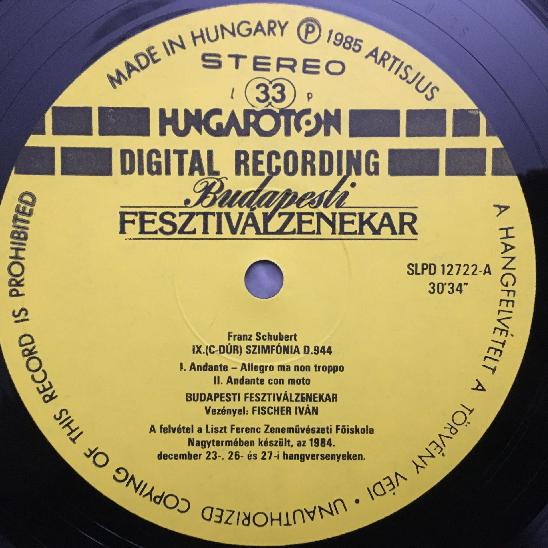 MADE IN HUNGARY Ⓟ 1985 ARTISJUS
STEREO
L 33 P
HUNGAROTON
DIGITAL RECORDING
Budapesti
FESZTIVÁLZENEKAR
SLPD 12722-A
30'34"
Franz Schubert
IX.(C-DÚR) SZIMFÓNIA D.944
I. Andante – Allegro ma non troppo
II. Andante con moto
BUDAPESTI FESZTIVÁLZENEKAR
Vezényel: FISCHER IVÁN
A felvétel a Liszt Ferenc Zeneművészeti Főiskola
Nagytermében készült, az 1984.
december 23-, 26- és 27-i hangversenyeken.
A HANGFELVÉTELT A TÖRVÉNY VÉDI • UNAUTHORIZED COPYING OF THIS RECORD IS PROHIBITED